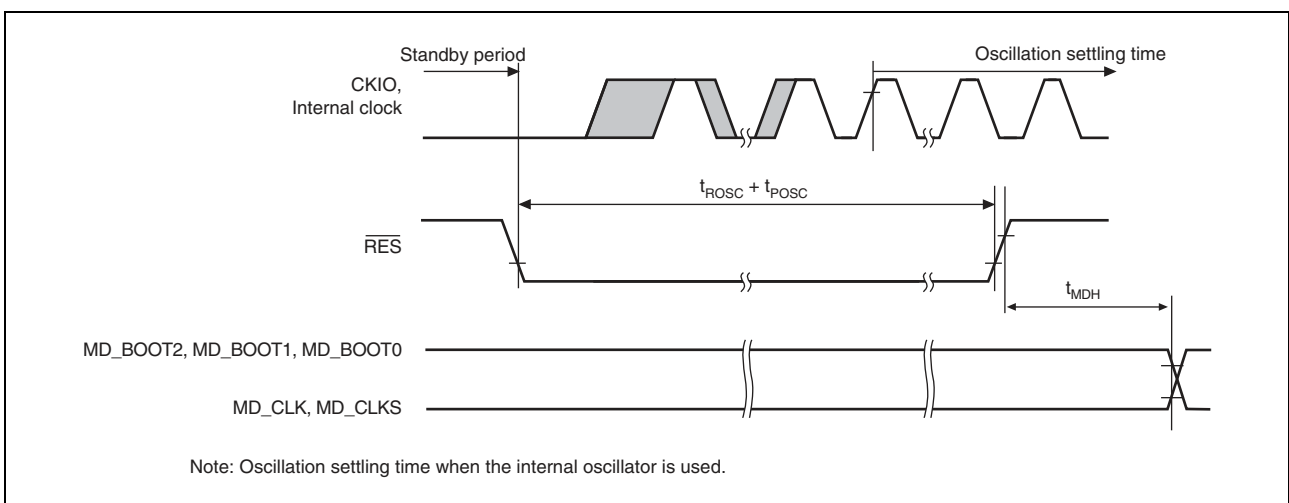 Standby period
Oscillation settling time
CKIO,
Internal clock
tROSC + tPOSC
RES
tMDH
MD_BOOT2, MD_BOOT1, MD_BOOT0
MD_CLK, MD_CLKS
Note: Oscillation settling time when the internal oscillator is used.